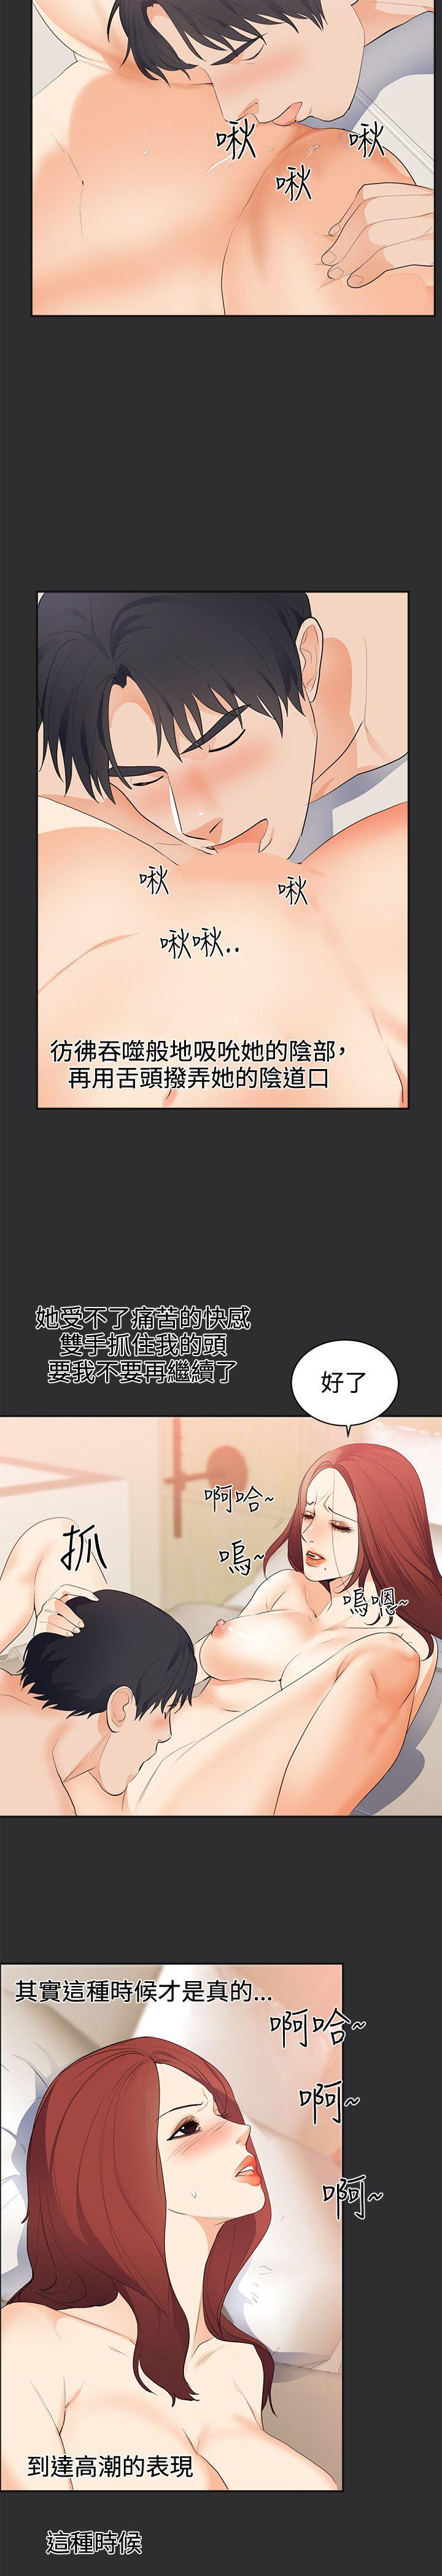 啾
啾
啾
啾
啾
啾啾..
彷彿吞噬般地吸吮她的陰部，
再用舌頭撥弄她的陰道口
她受不了痛苦的快感
雙手抓住我的頭
要我不要再繼續了
好了
啊哈~
抓
嗚~
嗚嗯~
其實這種時候才是真的...
啊哈~
啊~
啊~
到達高潮的表現
這種時候